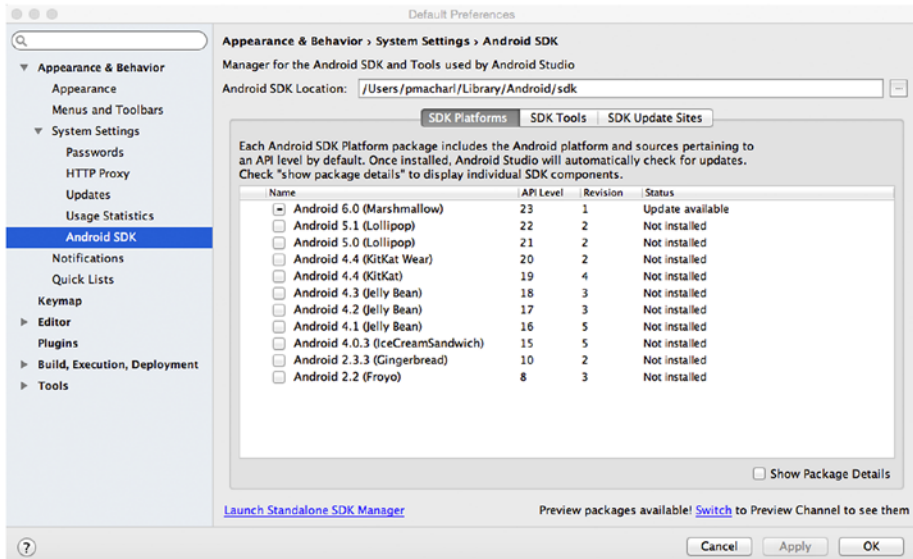 Default Preferences
Appearance & Behavior
Appearance
Menus and Toolbars
System Settings
Passwords
HTTP Proxy
Updates
Usage Statistics
Android SDK
Notifications
Quick Lists
Keymap
Editor
Plugins
Build, Execution, Deployment
Tools
Appearance & Behavior › System Settings › Android SDK
Manager for the Android SDK and Tools used by Android Studio
Android SDK Location: /Users/pmacharl/Library/Android/sdk
SDK Platforms SDK Tools SDK Update Sites
Each Android SDK Platform package includes the Android platform and sources pertaining to
an API level by default. Once installed, Android Studio will automatically check for updates.
Check "show package details" to display individual SDK components.
Name API Level Revision Status
Android 6.0 (Marshmallow) 23 1 Update available
Android 5.1 (Lollipop) 22 2 Not installed
Android 5.0 (Lollipop) 21 2 Not installed
Android 4.4 (KitKat Wear) 20 2 Not installed
Android 4.4 (KitKat) 19 4 Not installed
Android 4.3 (Jelly Bean) 18 3 Not installed
Android 4.2 (Jelly Bean) 17 3 Not installed
Android 4.1 (Jelly Bean) 16 5 Not installed
Android 4.0.3 (IceCreamSandwich) 15 5 Not installed
Android 2.3.3 (Gingerbread) 10 2 Not installed
Android 2.2 (Froyo) 8 3 Not installed
Show Package Details
Launch Standalone SDK Manager Preview packages available! Switch to Preview Channel to see them
? Cancel Apply OK